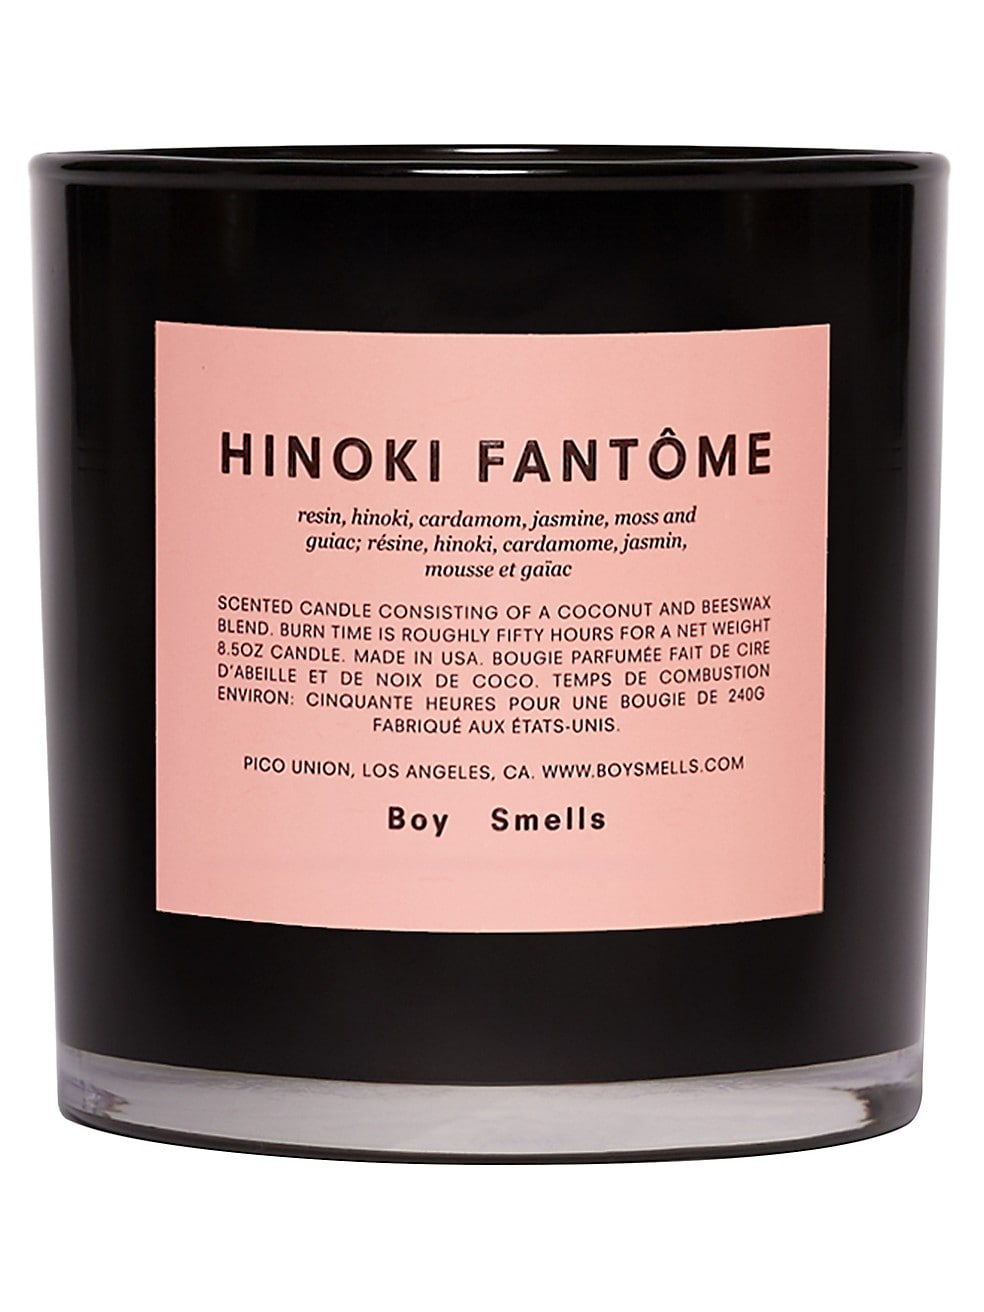 HINOKI FANTÔME
resin, hinoki, cardamom, jasmine, moss and
guiac; résine, hinoki, cardamome, jasmin,
mousse et gaïac
SCENTED CANDLE CONSISTING OF A COCONUT AND BEESWAX
BLEND. BURN TIME IS ROUGHLY FIFTY HOURS FOR A NET WEIGHT
8.5OZ CANDLE. MADE IN USA. BOUGIE PARFUMÉE FAIT DE CIRE
D'ABEILLE ET DE NOIX DE COCO. TEMPS DE COMBUSTION
ENVIRON: CINQUANTE HEURES POUR UNE BOUGIE DE 240G
FABRIQUÉ AUX ÉTATS-UNIS.
PICO UNION, LOS ANGELES, CA. WWW.BOYSMELLS.COM
Boy Smells